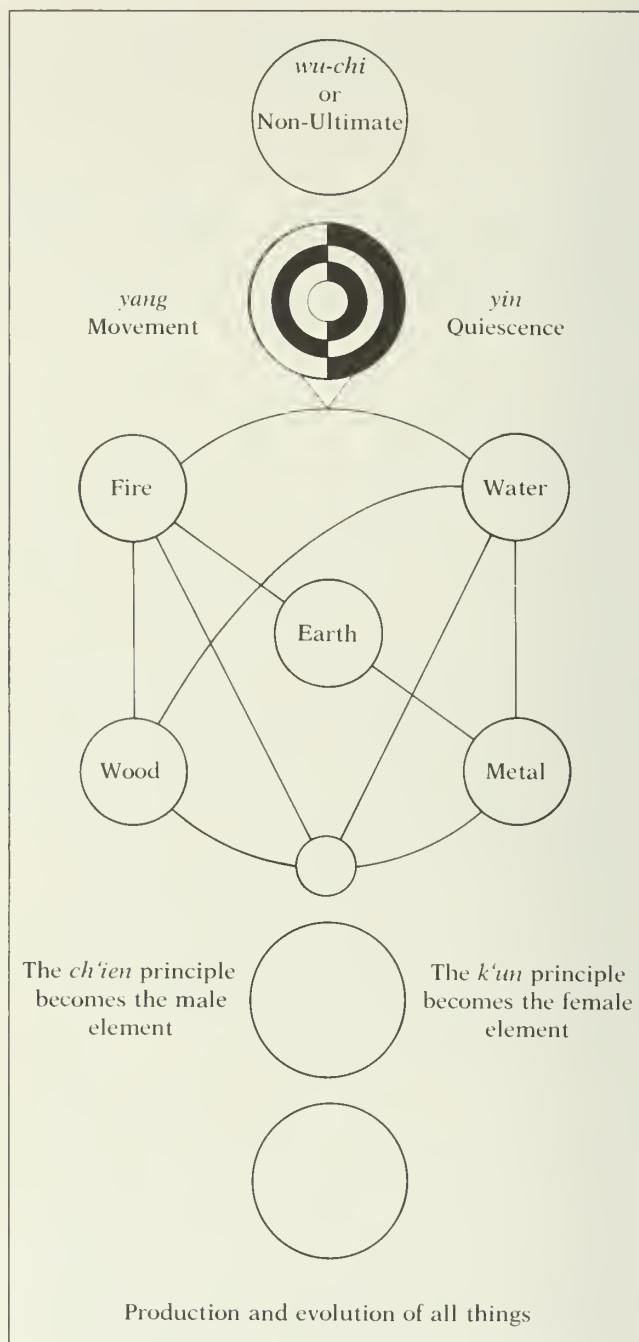 wu-chi
or
Non-Ultimate
yang
Movement
yin
Quiescence
Fire
Water
Earth
Wood
Metal
The ch'ien principle
becomes the male
element
The k'un principle
becomes the female
element
Production and evolution of all things